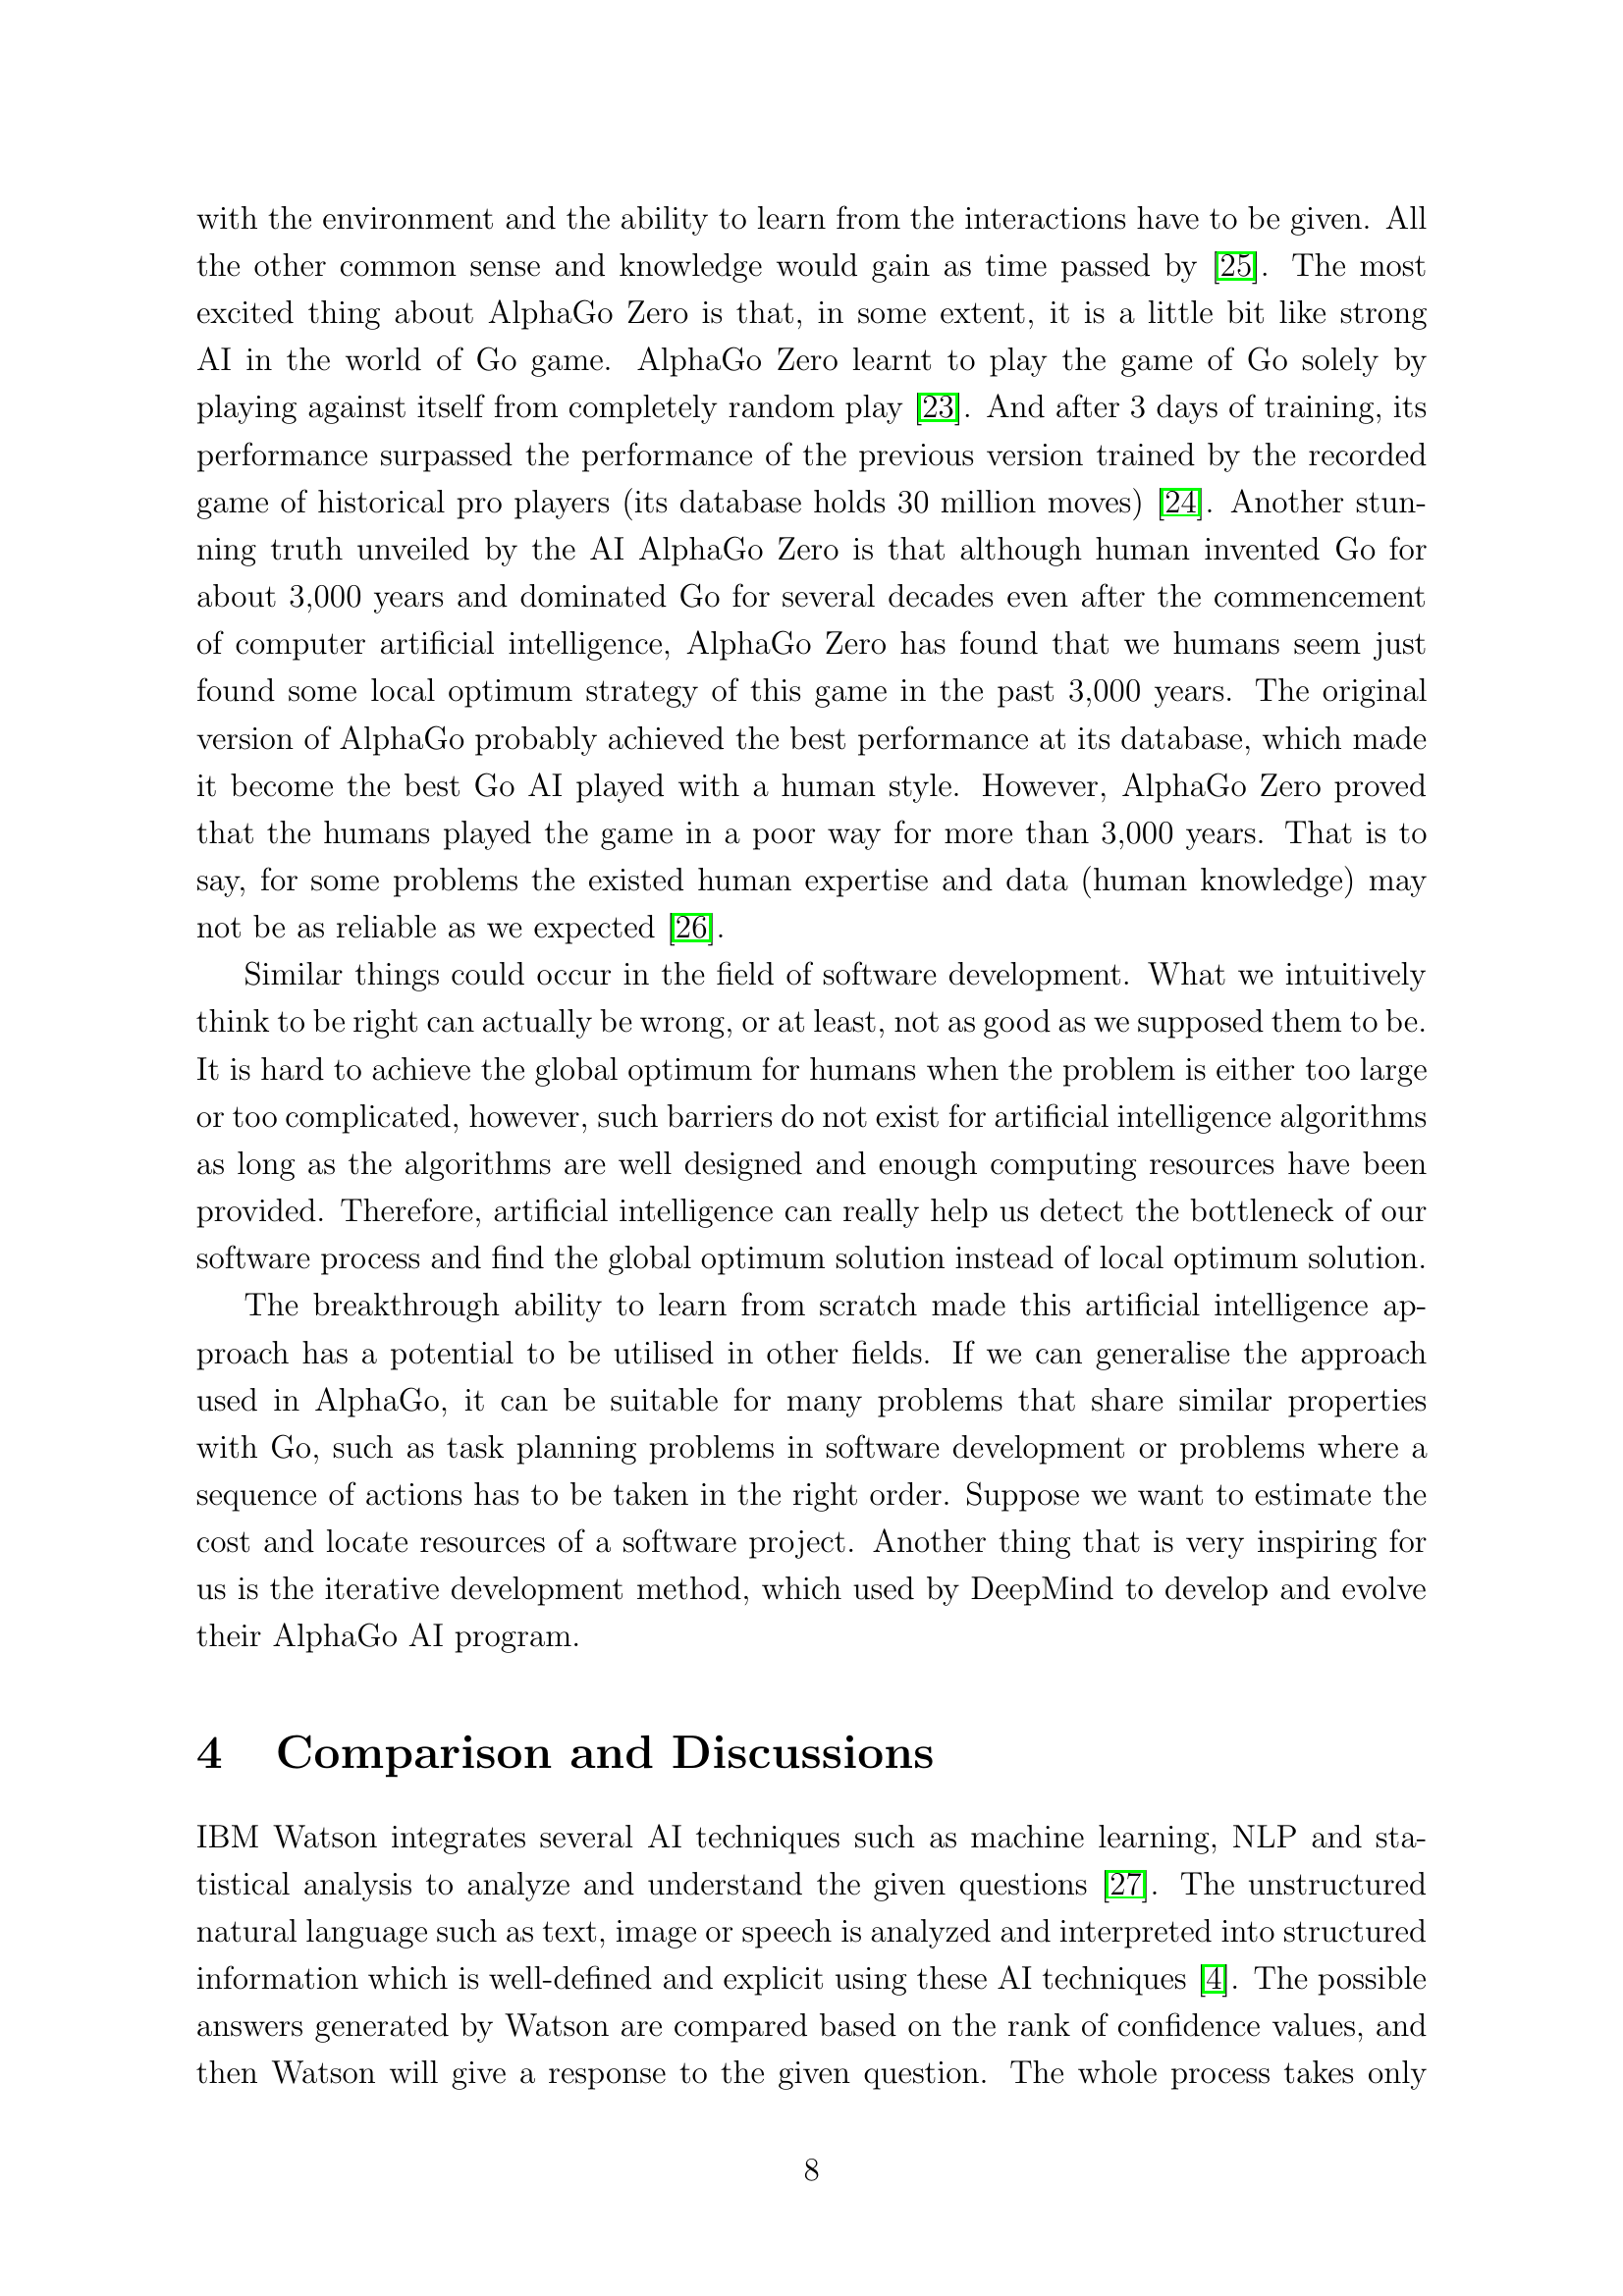 with the environment and the ability to learn from the interactions have to be given. All
the other common sense and knowledge would gain as time passed by [25]. The most
excited thing about AlphaGo Zero is that, in some extent, it is a little bit like strong
AI in the world of Go game. AlphaGo Zero learnt to play the game of Go solely by
playing against itself from completely random play [23]. And after 3 days of training, its
performance surpassed the performance of the previous version trained by the recorded
game of historical pro players (its database holds 30 million moves) [24]. Another stun-
ning truth unveiled by the AI AlphaGo Zero is that although human invented Go for
about 3,000 years and dominated Go for several decades even after the commencement
of computer artificial intelligence, AlphaGo Zero has found that we humans seem just
found some local optimum strategy of this game in the past 3,000 years. The original
version of AlphaGo probably achieved the best performance at its database, which made
it become the best Go AI played with a human style. However, AlphaGo Zero proved
that the humans played the game in a poor way for more than 3,000 years. That is to
say, for some problems the existed human expertise and data (human knowledge) may
not be as reliable as we expected [26].
Similar things could occur in the field of software development. What we intuitively
think to be right can actually be wrong, or at least, not as good as we supposed them to be.
It is hard to achieve the global optimum for humans when the problem is either too large
or too complicated, however, such barriers do not exist for artificial intelligence algorithms
as long as the algorithms are well designed and enough computing resources have been
provided. Therefore, artificial intelligence can really help us detect the bottleneck of our
software process and find the global optimum solution instead of local optimum solution.
The breakthrough ability to learn from scratch made this artificial intelligence ap-
proach has a potential to be utilised in other fields. If we can generalise the approach
used in AlphaGo, it can be suitable for many problems that share similar properties
with Go, such as task planning problems in software development or problems where a
sequence of actions has to be taken in the right order. Suppose we want to estimate the
cost and locate resources of a software project. Another thing that is very inspiring for
us is the iterative development method, which used by DeepMind to develop and evolve
their AlphaGo AI program.
4 Comparison and Discussions
IBM Watson integrates several AI techniques such as machine learning, NLP and sta-
tistical analysis to analyze and understand the given questions [27]. The unstructured
natural language such as text, image or speech is analyzed and interpreted into structured
information which is well-defined and explicit using these AI techniques [4]. The possible
answers generated by Watson are compared based on the rank of confidence values, and
then Watson will give a response to the given question. The whole process takes only
8